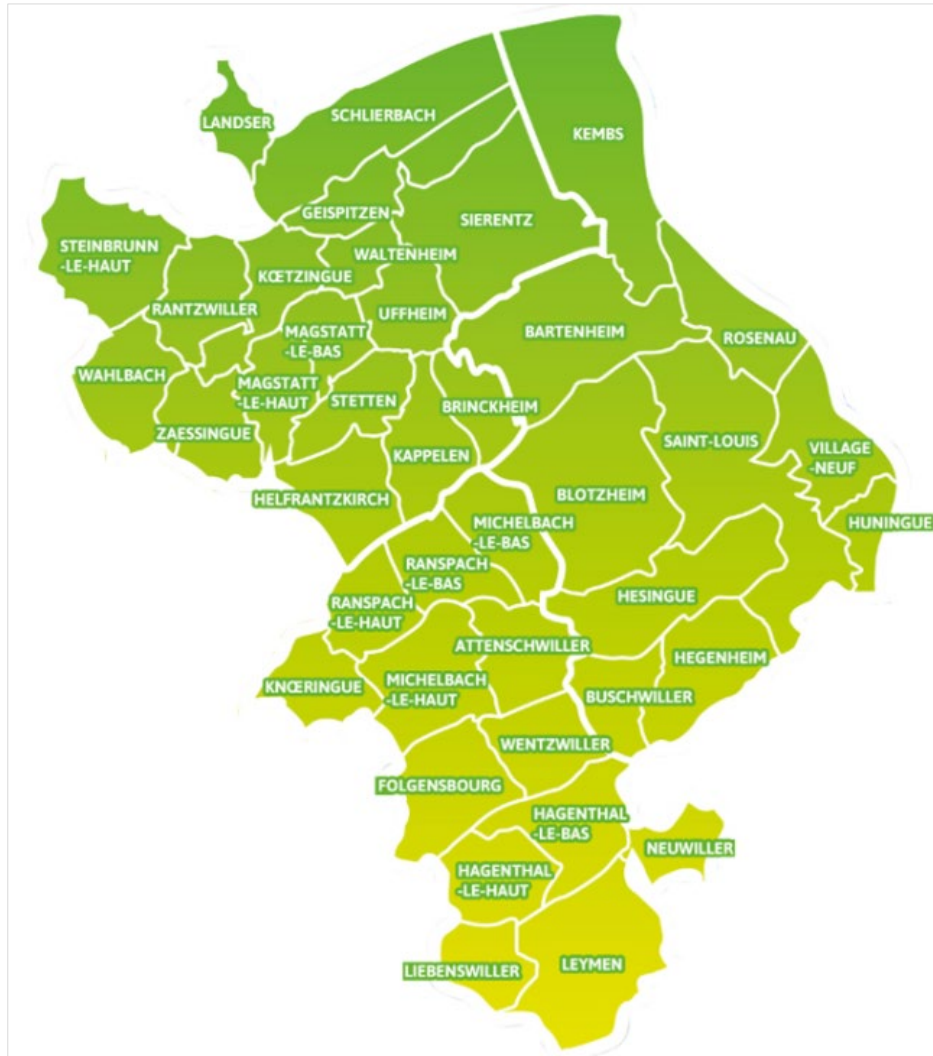 SCHLIERBACH
LANDSER
KEMBS
GEISPITZEN
SIERENTZ
STEINBRUNN
-LE-HAUT
WALTENHEIM
KŒTZINGUE
RANTZWILLER
UFFHEIM
MAGSTATT
-LE-BAS
BARTENHEIM
ROSENAU
WAHLBACH
MAGSTATT
-LE-HAUT
STETTEN
BRINCKHEIM
ZAESSINGUE
SAINT-LOUIS
VILLAGE
-NEUF
KAPPELEN
HELFRANTZKIRCH
BLOTZHEIM
MICHELBACH
-LE-BAS
HUNINGUE
RANSPACH
-LE-BAS
HESINGUE
RANSPACH
-LE-HAUT
ATTENSCHWILLER
HEGENHEIM
KNŒRINGUE
MICHELBACH
-LE-HAUT
BUSCHWILLER
WENTZWILLER
FOLGENSBOURG
HAGENTHAL
-LE-BAS
NEUWILLER
HAGENTHAL
-LE-HAUT
LIEBENSWILLER
LEYMEN